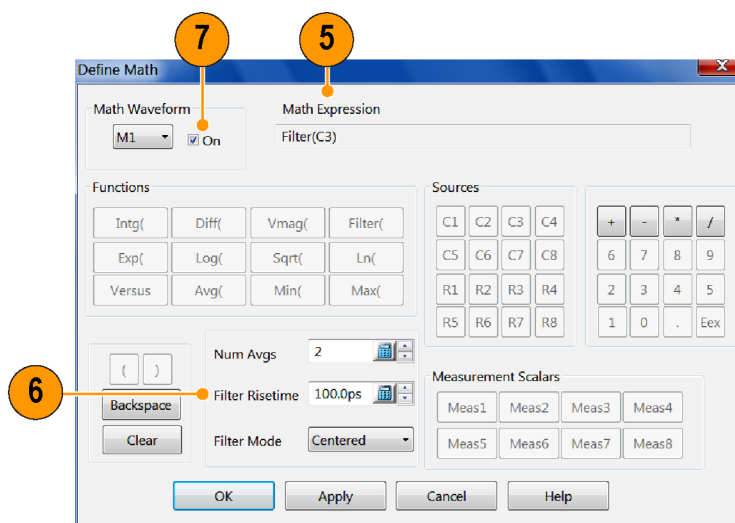 7 5
Define Math X
Math Waveform Math Expression
M1 On Filter(C3)
Functions Sources
Intg( Diff( Vmag( Filter( C1 C2 C3 C4 + - * /
Exp( Log( Sqrt( Ln( C5 C6 C7 C8 6 7 8 9
Versus Avg( Min( Max( R1 R2 R3 R4 2 3 4 5
R5 R6 R7 R8 1 0 . Eex
Num Avgs 2
( )
6 Filter Risetime 100.0ps Measurement Scalars
Backspace Meas1 Meas2 Meas3 Meas4
Clear Filter Mode Centered Meas5 Meas6 Meas7 Meas8
OK Apply Cancel Help